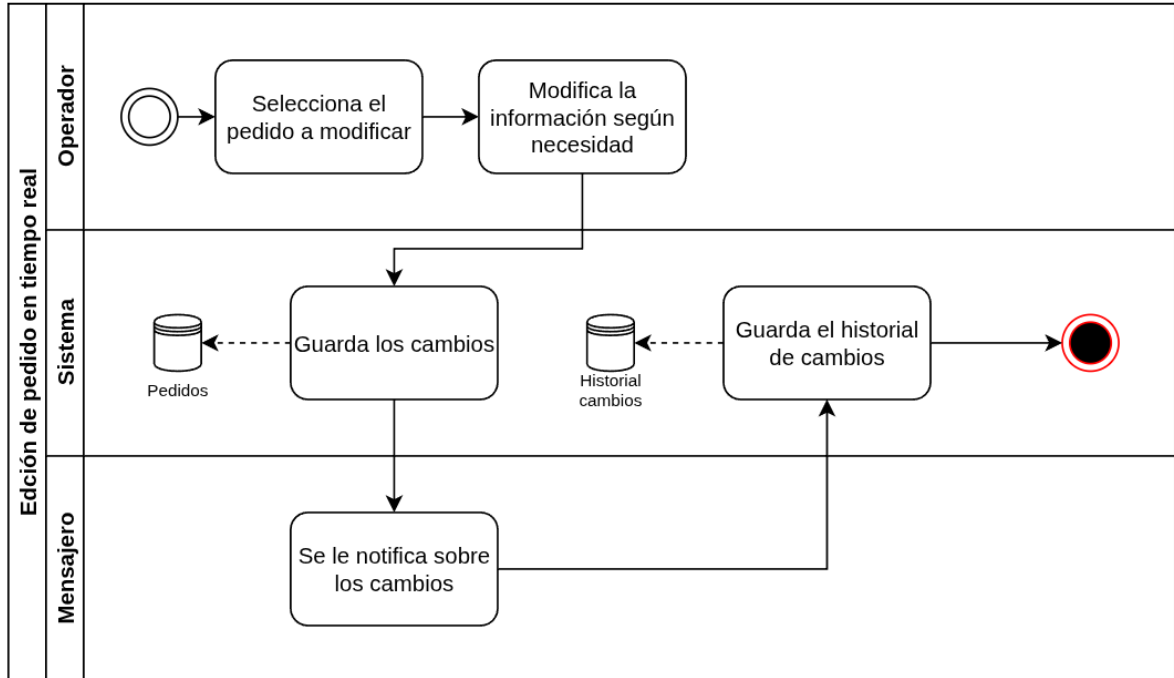 Edción de pedido en tiempo real
Operador
Selecciona el
pedido a modificar
Modifica la
información según
necesidad
Sistema
Pedidos
Guarda los cambios
Historial
cambios
Guarda el historial
de cambios
Mensajero
Se le notifica sobre
los cambios